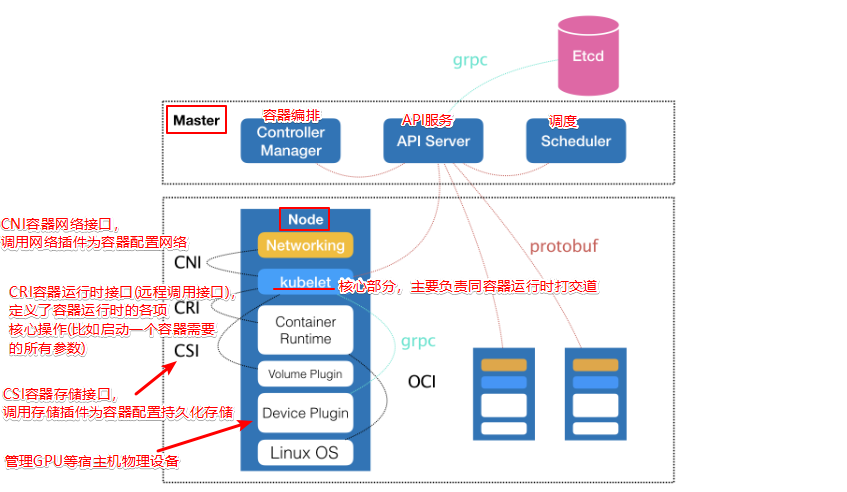 grpc
Etcd
Master
容器编排
Controller
Manager
API服务
API Server
调度
Scheduler
Node
CNI容器网络接口，
调用网络插件为容器配置网络
Networking
protobuf
CNI
kubelet
核心部分，主要负责同容器运行时打交道
CRI容器运行时接口(远程调用接口)，
定义了容器运行时的各项
核心操作(比如启动一个容器需要
的所有参数)
CRI
Container
Runtime
grpc
CSI
Volume Plugin
OCI
CSI容器存储接口，
调用存储插件为容器配置持久化存储
Device Plugin
管理GPU等宿主机物理设备
Linux OS